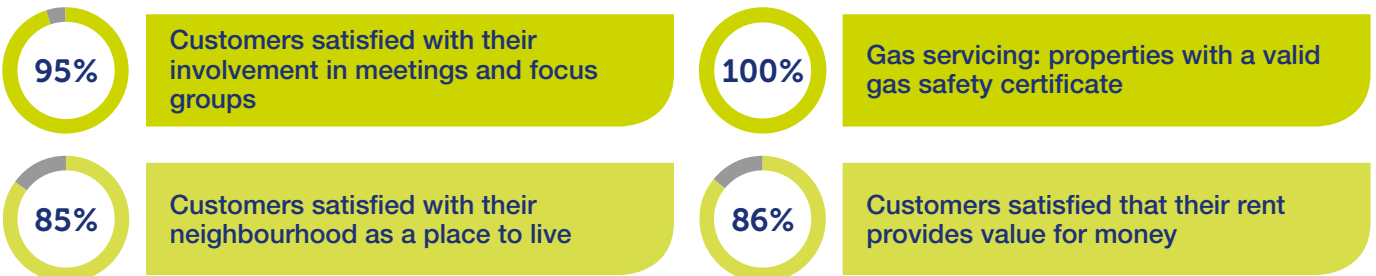 95%
Customers satisfied with their
involvement in meetings and focus
groups
100%
Gas servicing: properties with a valid
gas safety certificate
85%
Customers satisfied with their
neighbourhood as a place to live
86%
Customers satisfied that their rent
provides value for money